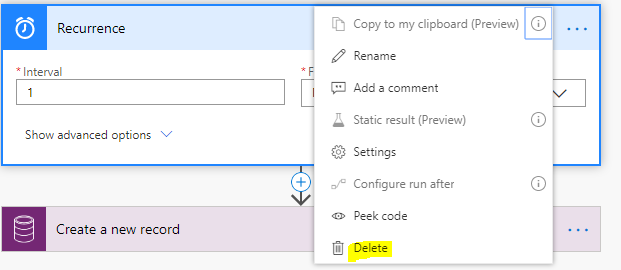 Recurrence
* Interval
* F
1
Show advanced options
Create a new record
Copy to my clipboard (Preview)
Rename
Add a comment
Static result (Preview)
Settings
Configure run after
Peek code
Delete